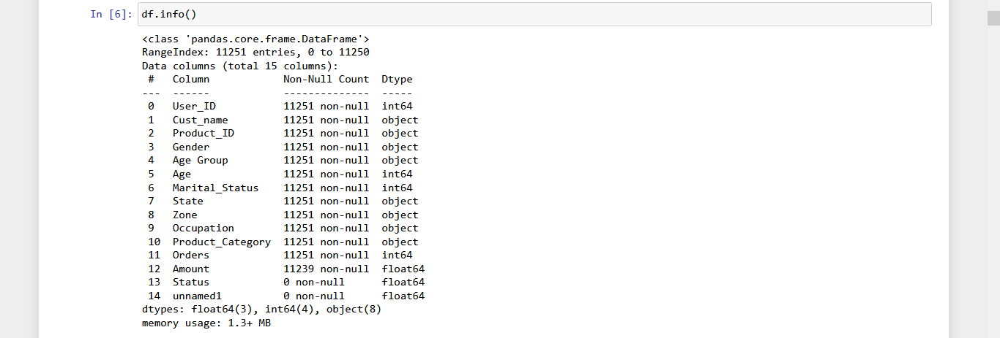 In [6]: df.info()
<class 'pandas.core.frame.DataFrame'>
RangeIndex: 11251 entries, 0 to 11250
Data columns (total 15 columns):
 #   Column            Non-Null Count  Dtype
---  ------            --------------  -----
 0   User_ID           11251 non-null  int64
 1   Cust_name         11251 non-null  object
 2   Product_ID        11251 non-null  object
 3   Gender            11251 non-null  object
 4   Age Group         11251 non-null  object
 5   Age               11251 non-null  int64
 6   Marital_Status    11251 non-null  int64
 7   State             11251 non-null  object
 8   Zone              11251 non-null  object
 9   Occupation        11251 non-null  object
 10  Product_Category  11251 non-null  object
 11  Orders            11251 non-null  int64
 12  Amount            11239 non-null  float64
 13  Status            0 non-null      float64
 14  unnamed1          0 non-null      float64
dtypes: float64(3), int64(4), object(8)
memory usage: 1.3+ MB